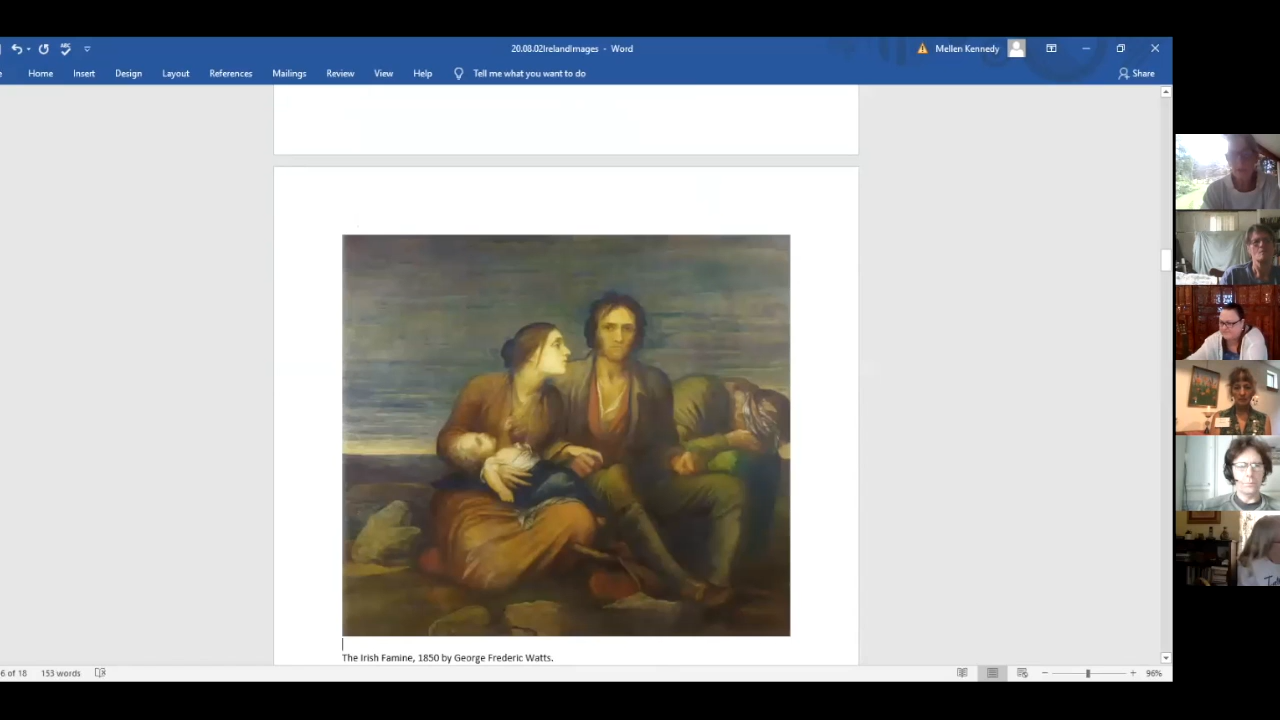 20.08.02IrelandImages - Word
Mellen Kennedy
Home Insert Design Layout References Mailings Review View Help Tell me what you want to do
Share
The Irish Famine, 1850 by George Frederic Watts.
6 of 18 153 words
96%